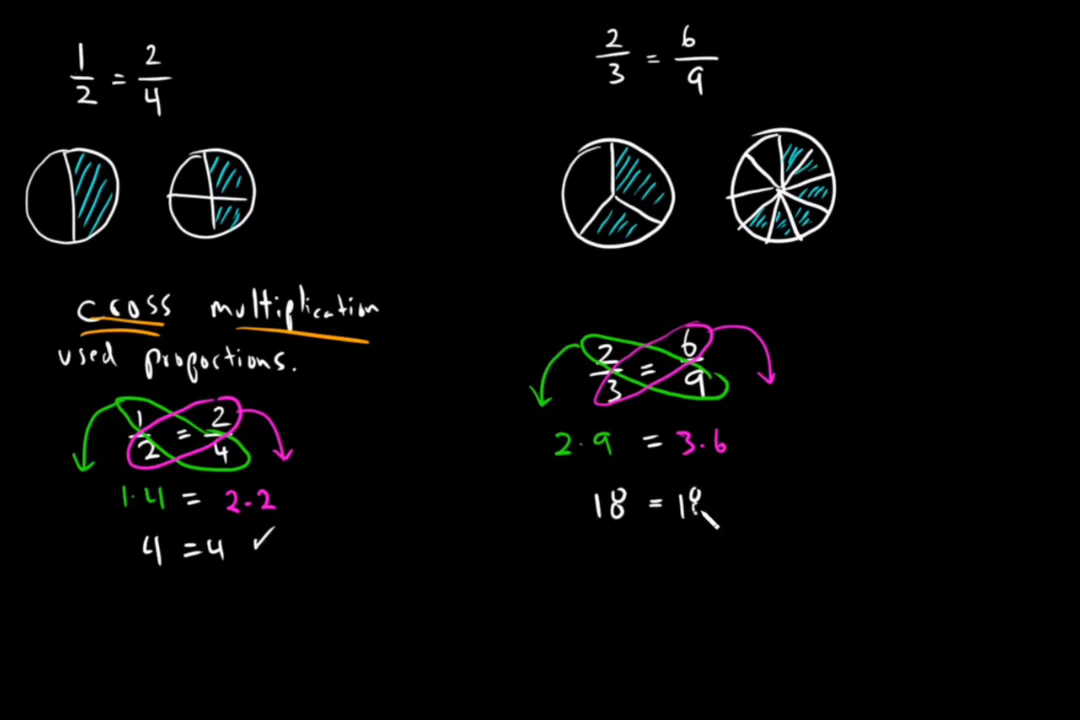 1/2 = 2/4
2/3 = 6/9
cross multiplication
used proportions.
1/2 = 2/4
1·4 = 2·2
4 = 4 ✓
2/3 = 6/9
2·9 = 3·6
18 = 18